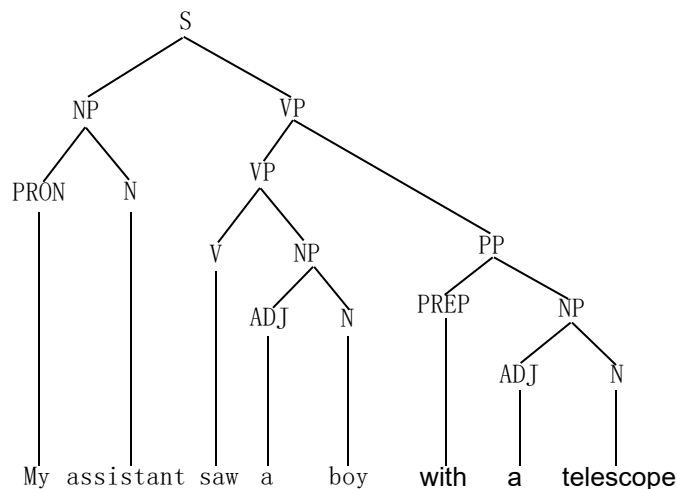 S
NP VP
VP
PRON N
V NP PP
ADJ N PREP NP
ADJ N
My assistant saw a boy with a telescope